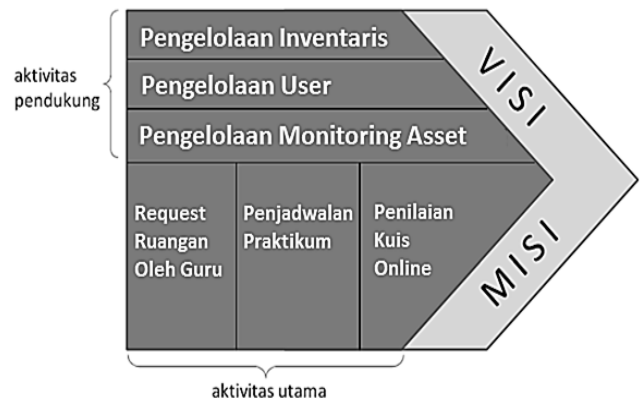 aktivitas
pendukung
Pengelolaan Inventaris
Pengelolaan User
Pengelolaan Monitoring Asset
VISI
Request
Ruangan
Oleh Guru
Penjadwalan
Praktikum
Penilaian
Kuis
Online
MISI
aktivitas utama